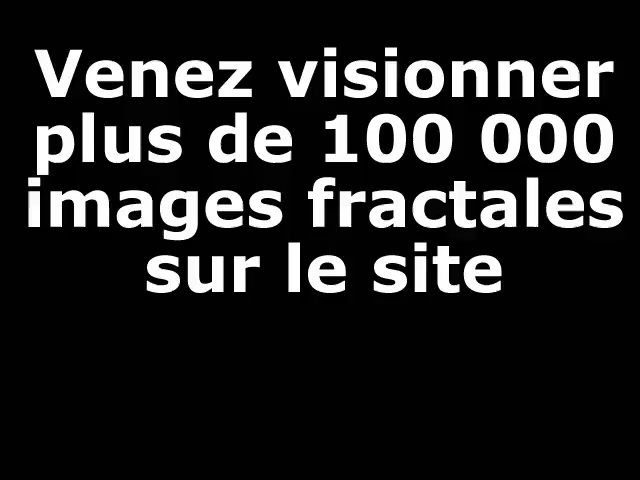 Venez visionner
plus de 100 000
images fractales
sur le site